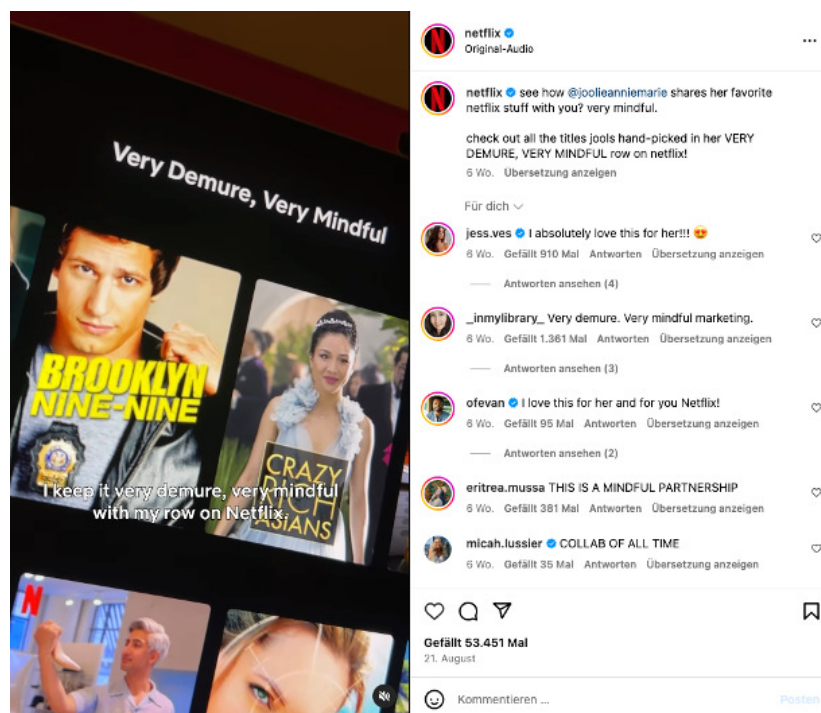 Very Demure, Very Mindful
BROOKLYN
NINE-NINE
CRAZY
RICH
ASIANS
I keep it very demure, very mindful
with my row on Netflix.
N
netflix
Original-Audio
netflix see how @joolieanniemarie shares her favorite
netflix stuff with you? very mindful.
check out all the titles jools hand-picked in her VERY
DEMURE, VERY MINDFUL row on netflix!
6 Wo. Übersetzung anzeigen
Für dich
jess.ves I absolutely love this for her!!! 😍
6 Wo. Gefällt 910 Mal Antworten Übersetzung anzeigen
Antworten ansehen (4)
_inmylibrary_ Very demure. Very mindful marketing.
6 Wo. Gefällt 1.361 Mal Antworten Übersetzung anzeigen
Antworten ansehen (3)
ofevan I love this for her and for you Netflix!
6 Wo. Gefällt 95 Mal Antworten Übersetzung anzeigen
Antworten ansehen (2)
eritrea.mussa THIS IS A MINDFUL PARTNERSHIP
6 Wo. Gefällt 381 Mal Antworten Übersetzung anzeigen
micah.lussier COLLAB OF ALL TIME
6 Wo. Gefällt 35 Mal Antworten Übersetzung anzeigen
Gefällt 53.451 Mal
21. August
Kommentieren ...
Posten